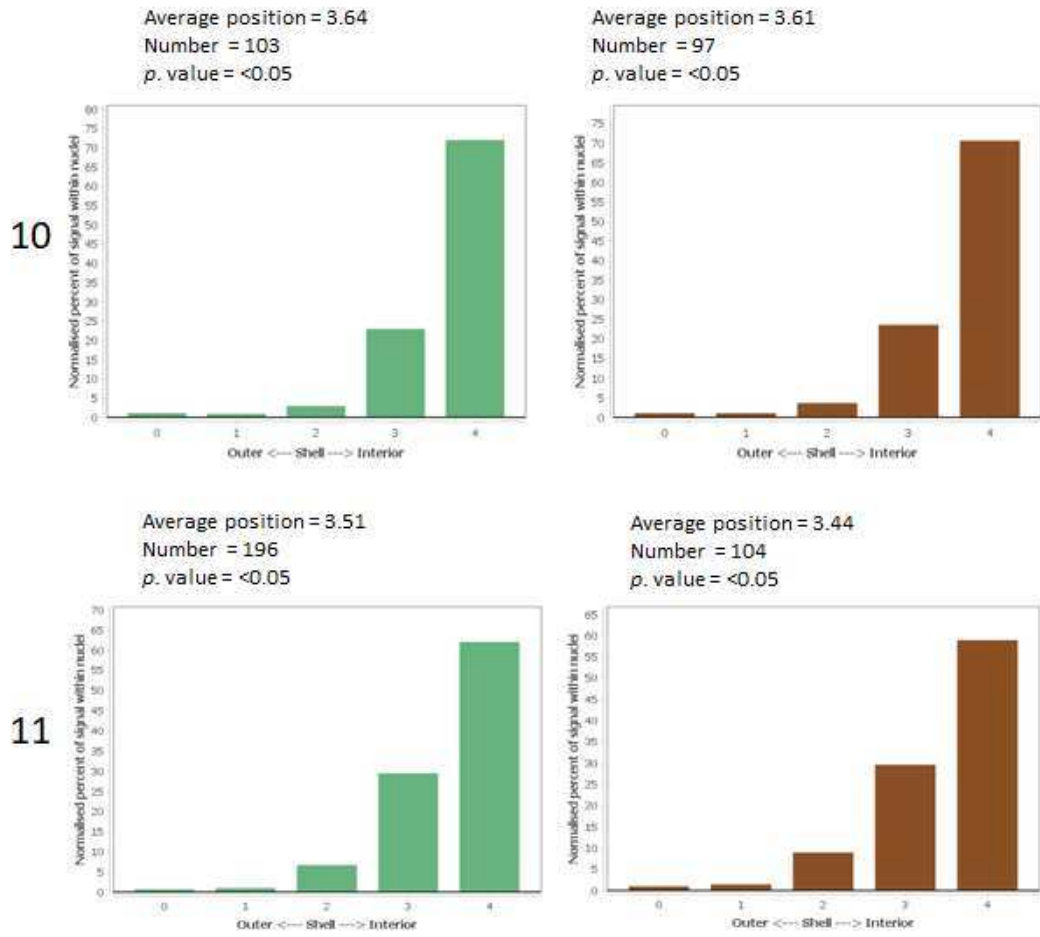 Average position = 3.64
Number = 103
p. value = <0.05
Average position = 3.61
Number = 97
p. value = <0.05
10
Normalised percent of signal within nuclei
80
75
70
65
60
55
50
45
40
35
30
25
20
15
10
5
0
0 1 2 3 4
Outer <--- Shell ---> Interior
Normalised percent of signal within nuclei
75
70
65
60
55
50
45
40
35
30
25
20
15
10
5
0
0 1 2 3 4
Outer <--- Shell ---> Interior
Average position = 3.51
Number = 196
p. value = <0.05
Average position = 3.44
Number = 104
p. value = <0.05
11
Normalised percent of signal within nuclei
70
65
60
55
50
45
40
35
30
25
20
15
10
5
0
0 1 2 3 4
Outer <--- Shell ---> Interior
Normalised percent of signal within nuclei
65
60
55
50
45
40
35
30
25
20
15
10
5
0
0 1 2 3 4
Outer <--- Shell ---> Interior